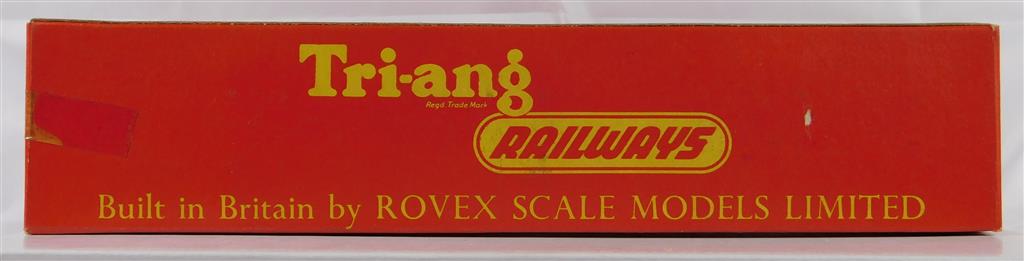 Tri-ang
Regd. Trade Mark
RAILWAYS
Built in Britain by ROVEX SCALE MODELS LIMITED